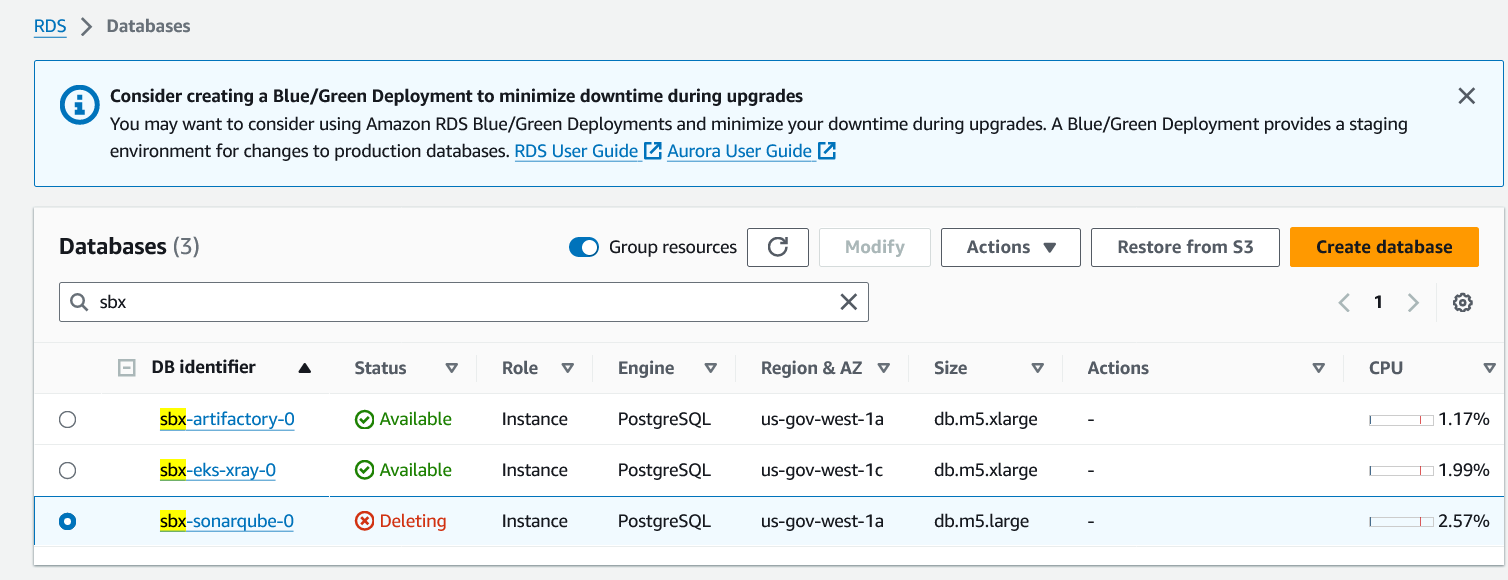 RDS > Databases
Consider creating a Blue/Green Deployment to minimize downtime during upgrades
You may want to consider using Amazon RDS Blue/Green Deployments and minimize your downtime during upgrades. A Blue/Green Deployment provides a staging
environment for changes to production databases. RDS User Guide Aurora User Guide
Databases (3) Group resources Modify Actions Restore from S3 Create database
sbx 1
DB identifier Status Role Engine Region & AZ Size Actions CPU
sbx-artifactory-0 Available Instance PostgreSQL us-gov-west-1a db.m5.xlarge - 1.17%
sbx-eks-xray-0 Available Instance PostgreSQL us-gov-west-1c db.m5.xlarge - 1.99%
sbx-sonarqube-0 Deleting Instance PostgreSQL us-gov-west-1a db.m5.large - 2.57%